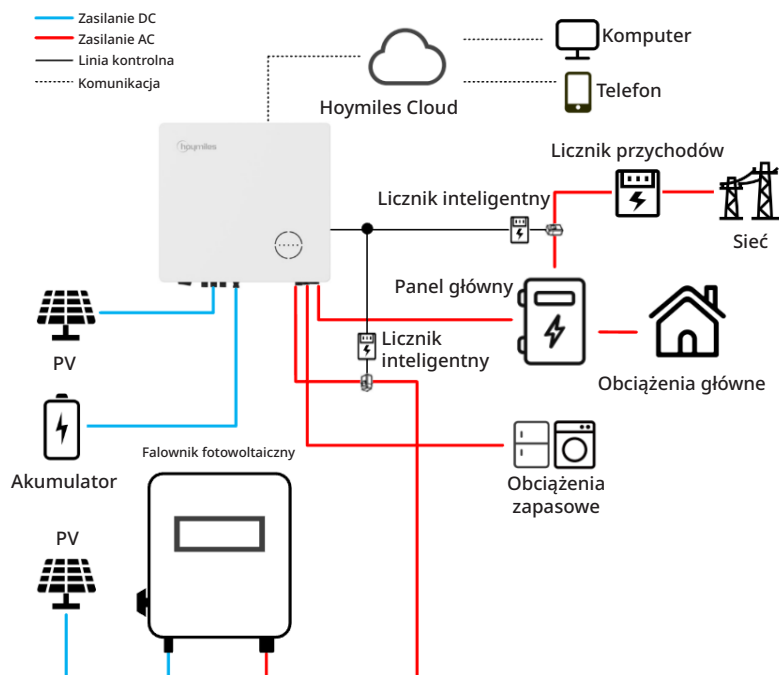 Zasilanie DC
Zasilanie AC
Linia kontrolna
Komunikacja
Komputer
Telefon
Hoymiles Cloud
hoymiles
Licznik przychodów
Licznik inteligentny
Sieć
Panel główny
Licznik
inteligentny
PV
Obciążenia główne
Akumulator
Falownik fotowoltaiczny
Obciążenia
zapasowe
PV